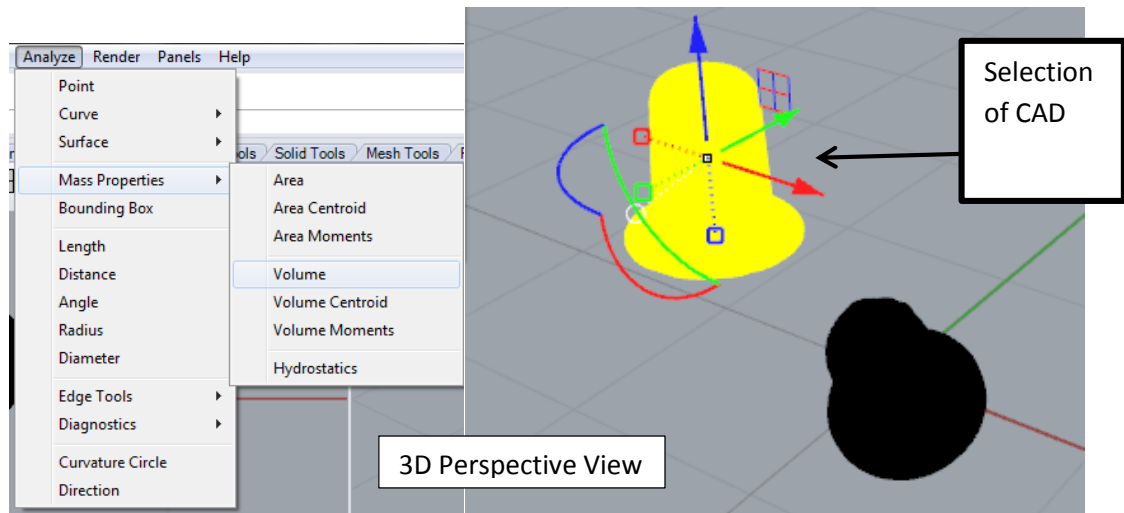 Analyze Render Panels Help
Point
Curve
Surface
Mass Properties
Bounding Box
Length
Distance
Angle
Radius
Diameter
Edge Tools
Diagnostics
Curvature Circle
Direction
Solid Tools Mesh Tools
Area
Area Centroid
Area Moments
Volume
Volume Centroid
Volume Moments
Hydrostatics
3D Perspective View
Selection
of CAD